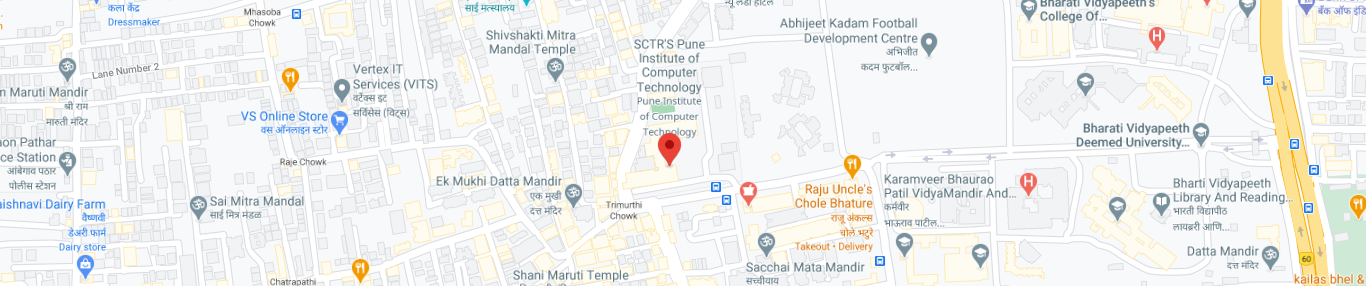 कला केंद्र
Dressmaker
Mhasoba
Chowk
साई मत्स्यालय
Shivshakti Mitra
Mandal Temple
Lane Number 2
m Maruti Mandir
श्री राम
मारुती मंदिर
Vertex IT
Services (VITS)
वर्टेक्स इट
सर्विसेस (विट्स)
VS Online Store
वस ऑनलाइन स्टोर
aon Pathar
ce Station
आंबेगाव पठार
पोलीस स्टेशन
Raje Chowk
aishnavi Dairy Farm
वैष्णवी
डेअरी फार्म
Dairy store
Sai Mitra Mandal
साई मित्र मंडळ
Chatrapati
Ek Mukhi Datta Mandir
एक मुखी
दत्त मंदिर
Trimurthi
Chowk
Shani Maruti Temple
SCTR'S Pune
Institute of
Computer
Technology
Pune Institute
of Computer
Technology
न्यू लेडी हॉटेल
Abhijeet Kadam Football
Development Centre
अभिजीत
कदम फुटबॉल...
Raju Uncle's
Chole Bhature
राजू अंकल्स
चोले भटुरे
Takeout • Delivery
Sacchai Mata Mandir
सच्चीयाय
Karamveer Bhaurao
Patil VidyaMandir And...
कर्मवीर
भाऊराव पाटील...
Bharati Vidyapeeth's
College Of...
Bharati Vidyapeeth
Deemed University...
Bharti Vidyapeeth
Library And Reading...
भारती विद्यापीठ
लायब्ररी आणि...
Datta Mandir
दत्त मंदिर
बँक ऑफ इंडि
60
kailas bhel &